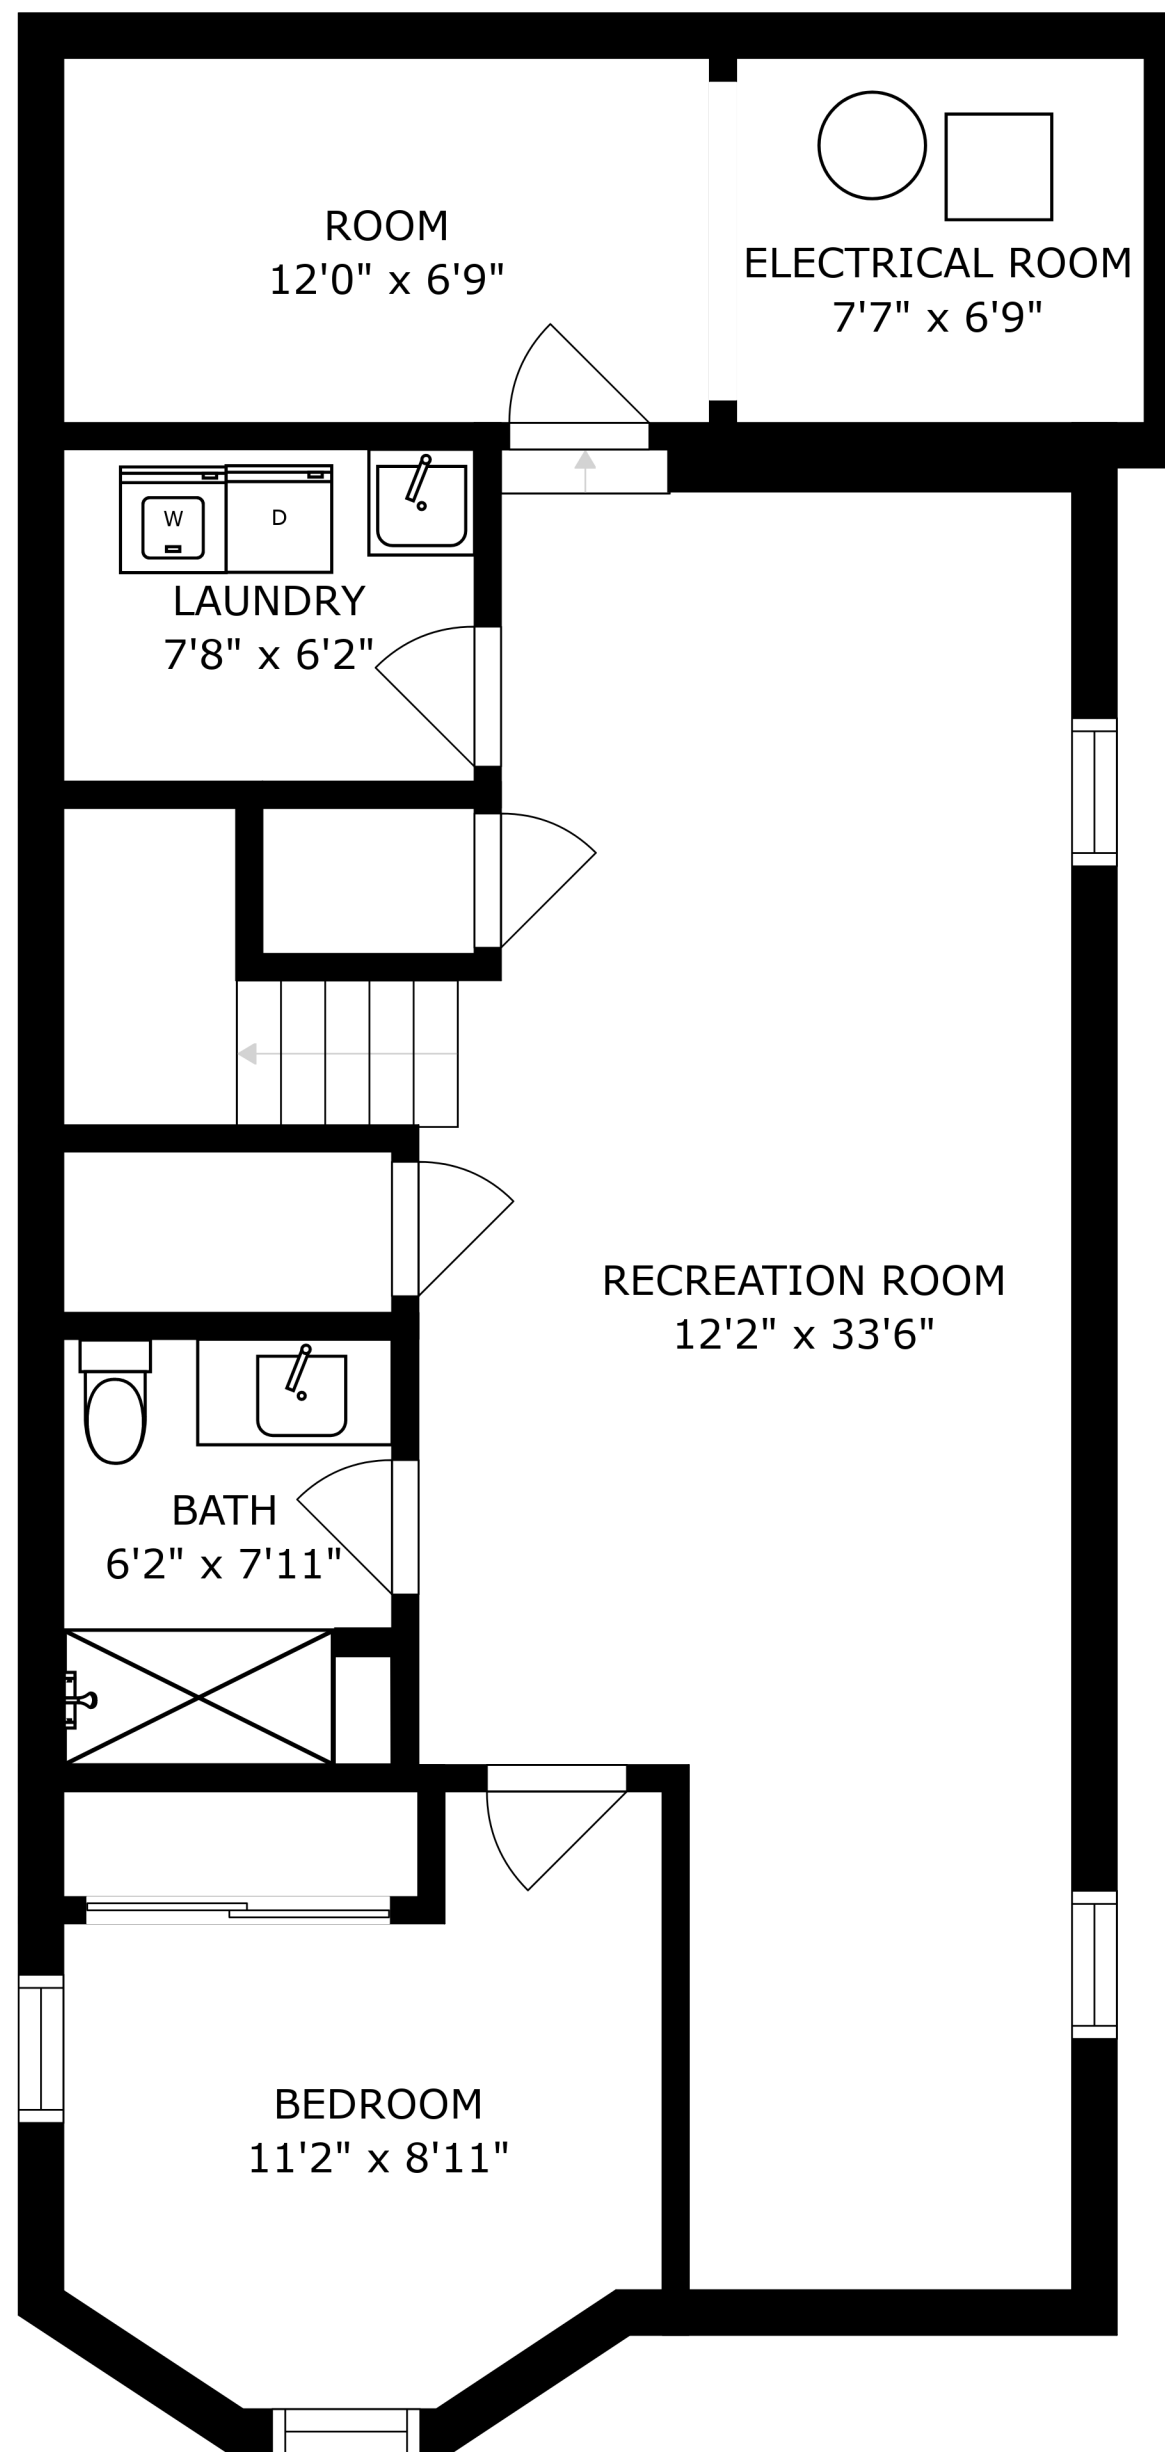 ROOM
12'0" x 6'9"
ELECTRICAL ROOM
7'7" x 6'9"
W
D
LAUNDRY
7'8" x 6'2"
RECREATION ROOM
12'2" x 33'6"
BATH
6'2" x 7'11"
BEDROOM
11'2" x 8'11"